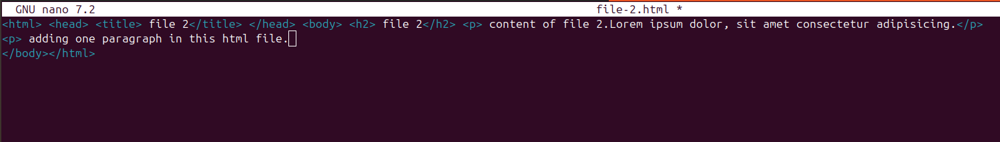 GNU nano 7.2 file-2.html *
<html> <head> <title> file 2</title> </head> <body> <h2> file 2</h2> <p> content of file 2.Lorem ipsum dolor, sit amet consectetur adipisicing.</p>
<p> adding one paragraph in this html file.
</body></html>